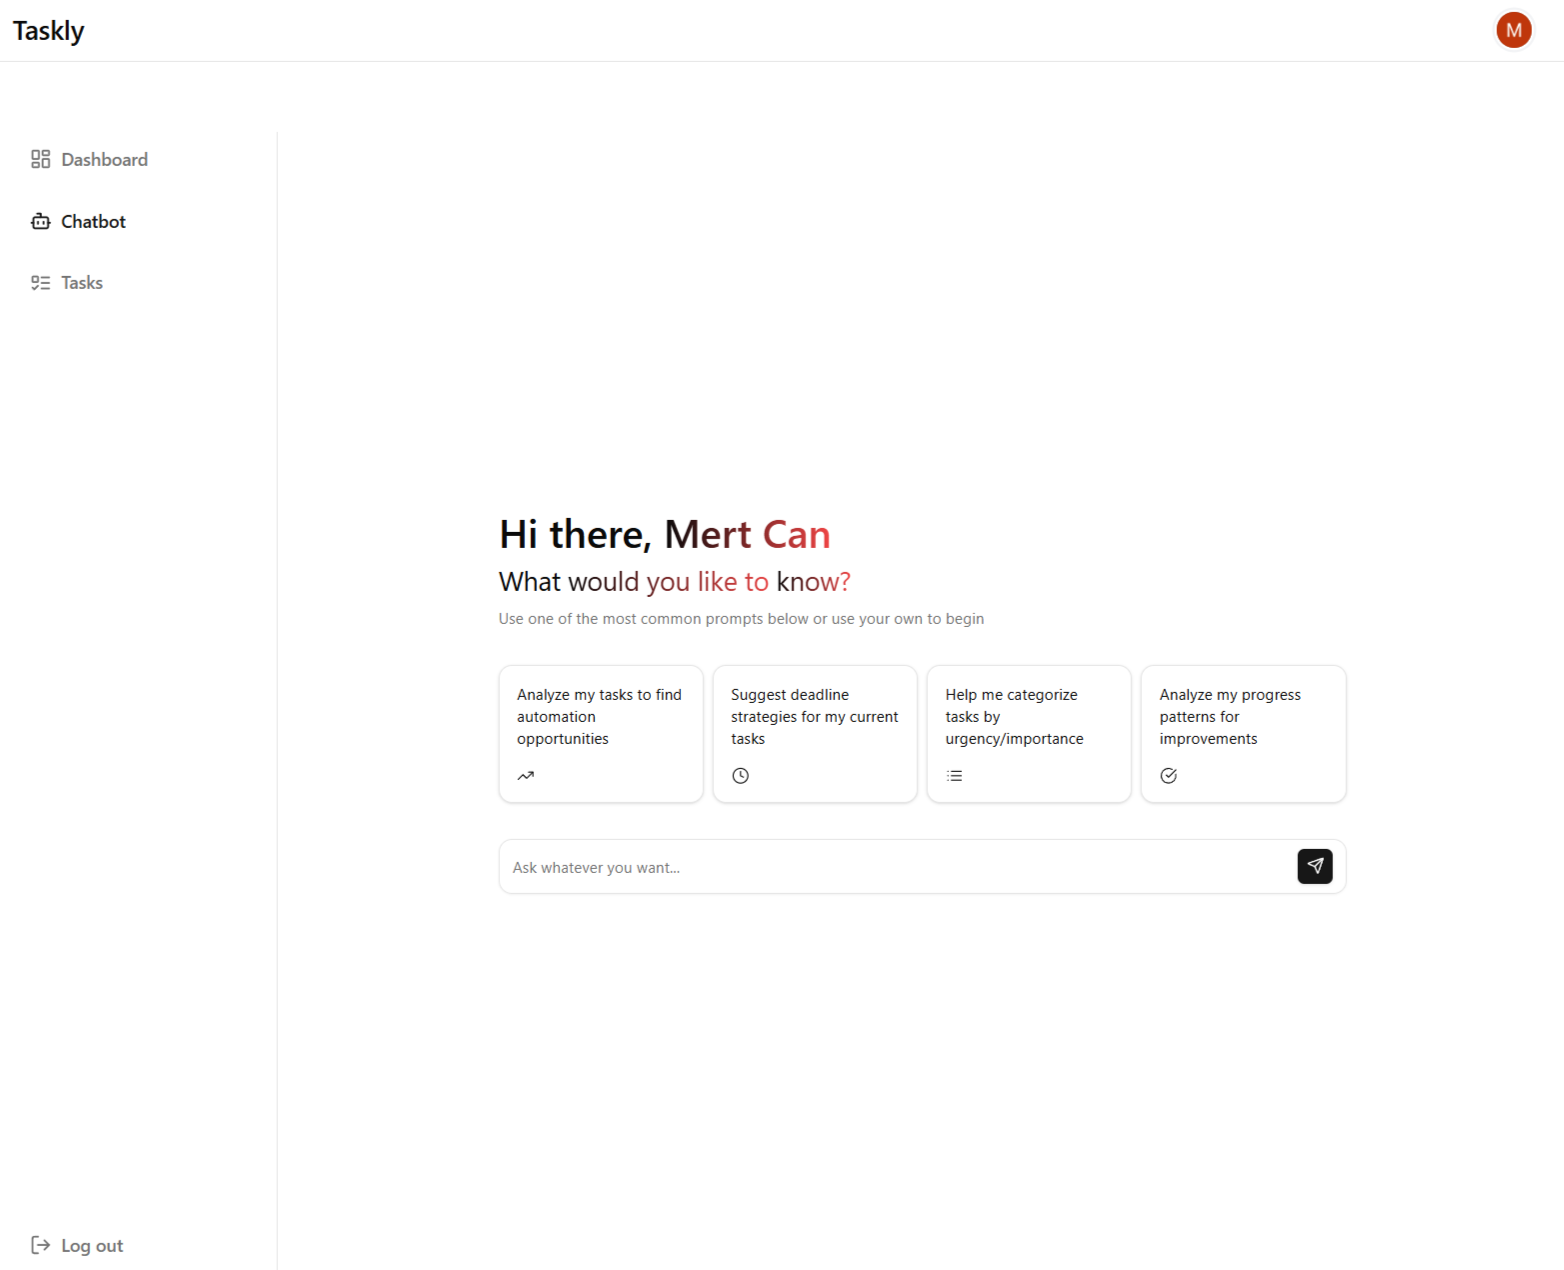 Taskly
M
Dashboard
Chatbot
Tasks
Hi there, Mert Can
What would you like to know?
Use one of the most common prompts below or use your own to begin
Analyze my tasks to find
automation
opportunities
Suggest deadline
strategies for my current
tasks
Help me categorize
tasks by
urgency/importance
Analyze my progress
patterns for
improvements
Ask whatever you want...
Log out